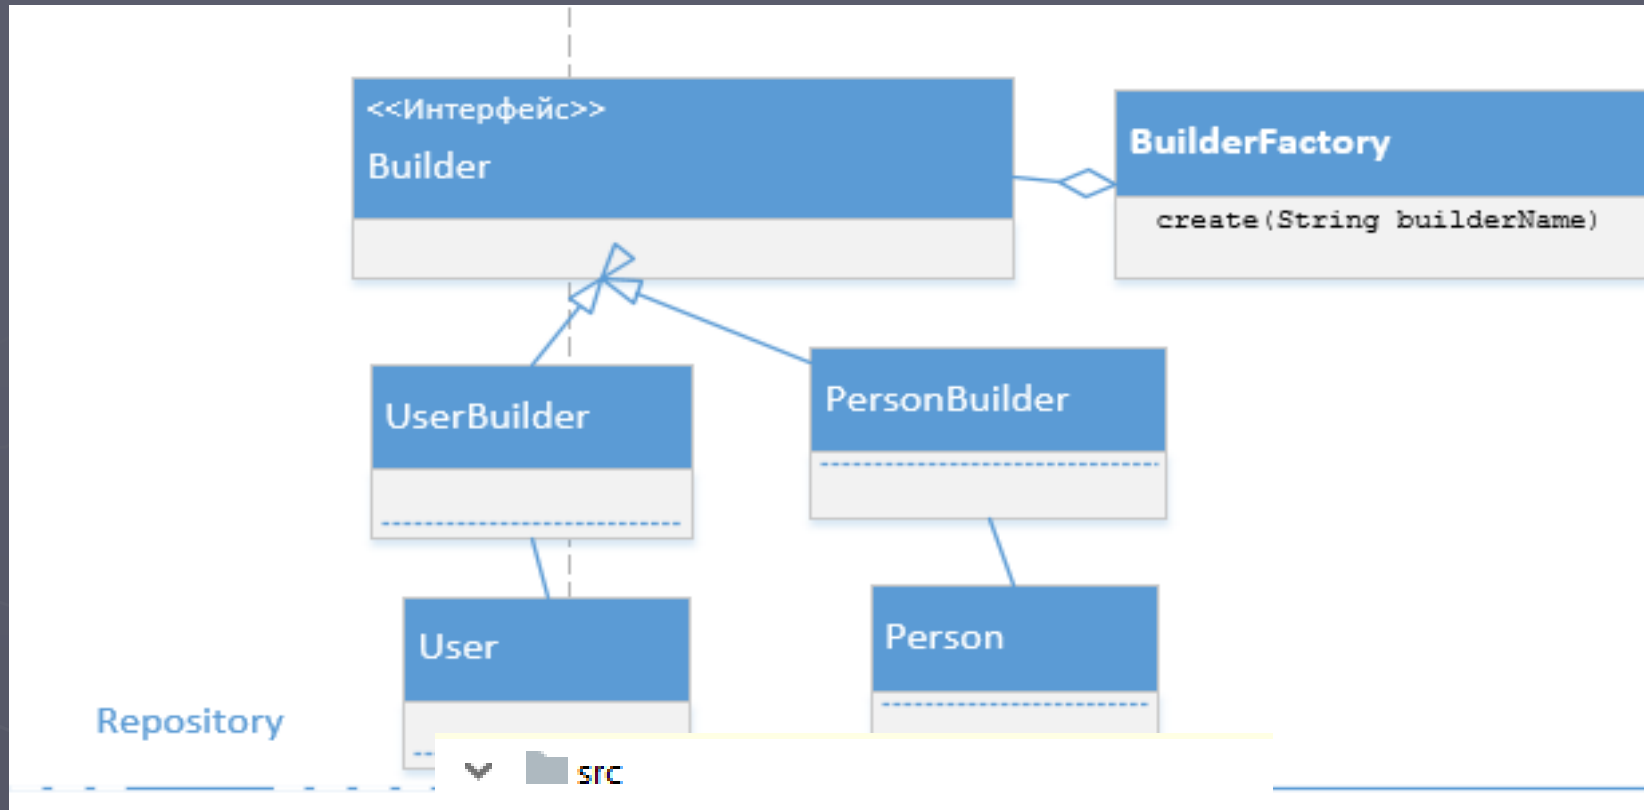 <<Интерфейс>>
Builder
BuilderFactory
create(String builderName)
UserBuilder
PersonBuilder
User
Person
Repository
src